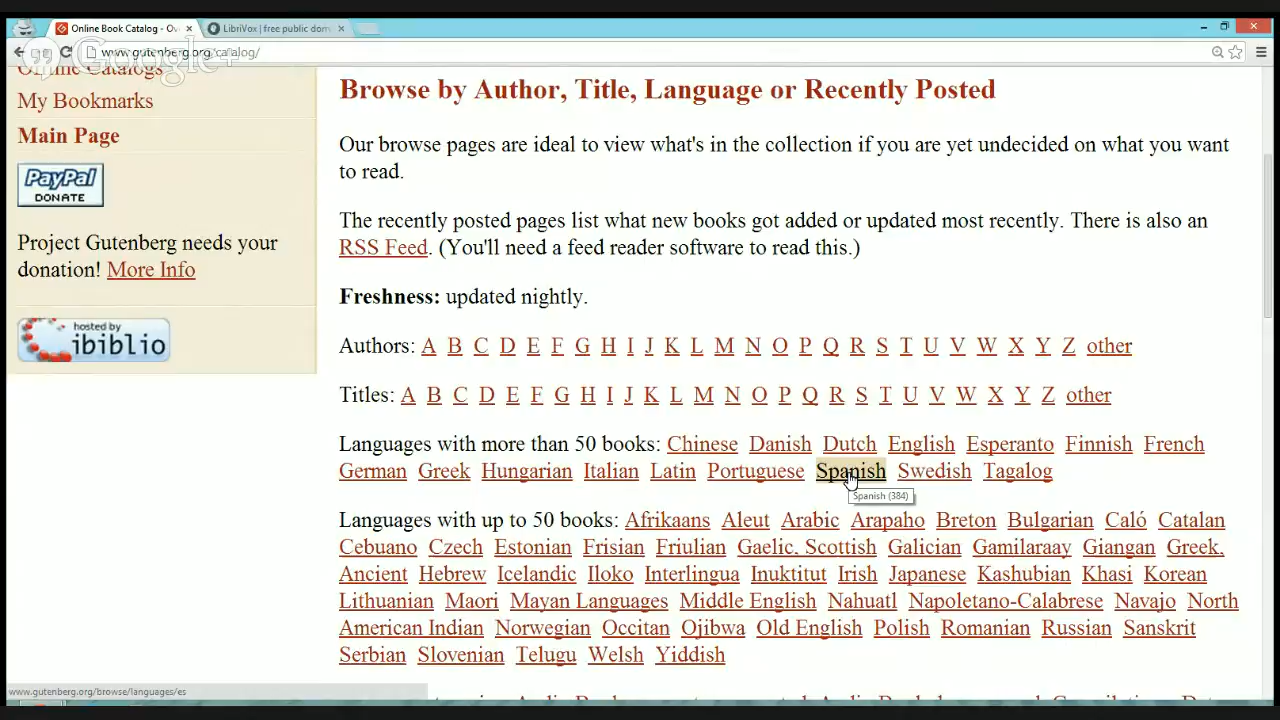 Online Book Catalog - Ov
LibriVox | free public dom
www.gutenberg.org/catalog/
Google+
Online Catalogs
My Bookmarks
Main Page
PayPal
DONATE
Project Gutenberg needs your
donation! More Info
hosted by
ibiblio
Browse by Author, Title, Language or Recently Posted
Our browse pages are ideal to view what's in the collection if you are yet undecided on what you want
to read.
The recently posted pages list what new books got added or updated most recently. There is also an
RSS Feed. (You'll need a feed reader software to read this.)
Freshness: updated nightly.
Authors: A B C D E F G H I J K L M N O P Q R S T U V W X Y Z other
Titles: A B C D E F G H I J K L M N O P Q R S T U V W X Y Z other
Languages with more than 50 books: Chinese Danish Dutch English Esperanto Finnish French
German Greek Hungarian Italian Latin Portuguese Spanish Swedish Tagalog
Spanish (384)
Languages with up to 50 books: Afrikaans Aleut Arabic Arapaho Breton Bulgarian Caló Catalan
Cebuano Czech Estonian Frisian Friulian Gaelic, Scottish Galician Gamilaraay Giangan Greek,
Ancient Hebrew Icelandic Iloko Interlingua Inuktitut Irish Japanese Kashubian Khasi Korean
Lithuanian Maori Mayan Languages Middle English Nahuatl Napoletano-Calabrese Navajo North
American Indian Norwegian Occitan Ojibwa Old English Polish Romanian Russian Sanskrit
Serbian Slovenian Telugu Welsh Yiddish
www.gutenberg.org/browse/languages/es